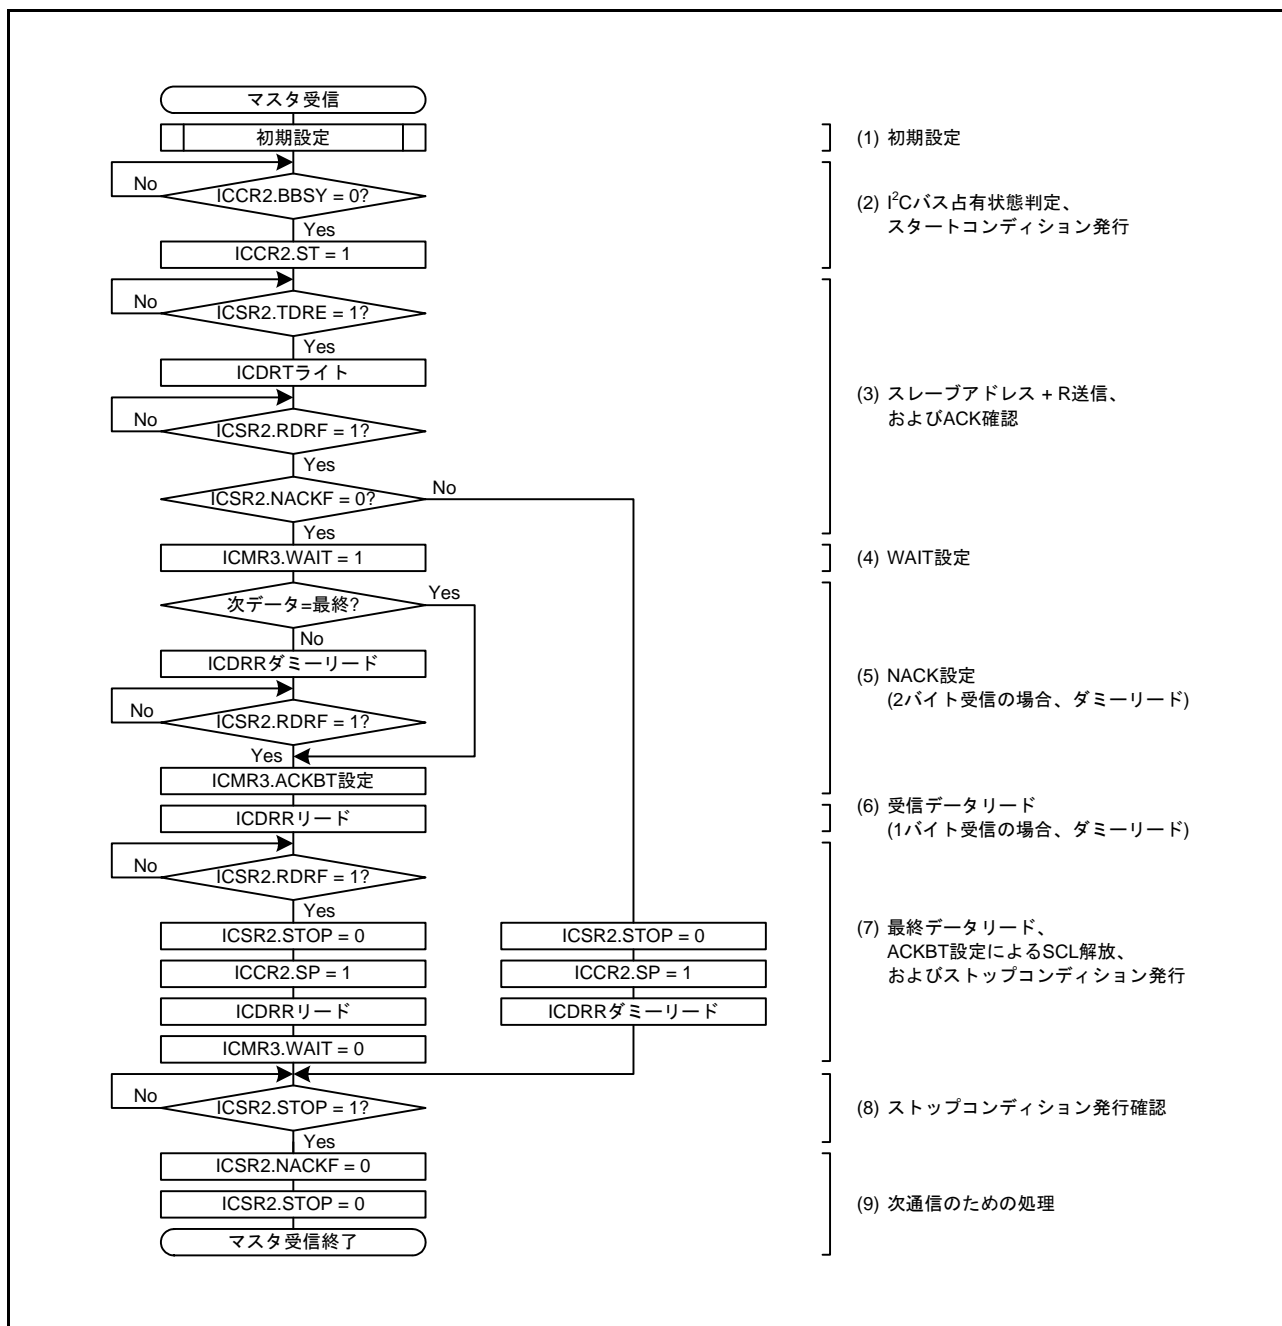 マスタ受信
初期設定
No
ICCR2.BBSY = 0?
Yes
ICCR2.ST = 1
No
ICSR2.TDRE = 1?
Yes
ICDRTライト
No
ICSR2.RDRF = 1?
Yes
ICSR2.NACKF = 0?
No
Yes
ICMR3.WAIT = 1
次データ=最終?
Yes
No
ICDRRダミーリード
No
ICSR2.RDRF = 1?
Yes
ICMR3.ACKBT設定
ICDRRリード
No
ICSR2.RDRF = 1?
Yes
ICSR2.STOP = 0
ICCR2.SP = 1
ICDRRリード
ICMR3.WAIT = 0
ICSR2.STOP = 0
ICCR2.SP = 1
ICDRRダミーリード
No
ICSR2.STOP = 1?
Yes
ICSR2.NACKF = 0
ICSR2.STOP = 0
マスタ受信終了
(1) 初期設定
(2) I²Cバス占有状態判定、
スタートコンディション発行
(3) スレーブアドレス + R送信、
およびACK確認
(4) WAIT設定
(5) NACK設定
(2バイト受信の場合、ダミーリード)
(6) 受信データリード
(1バイト受信の場合、ダミーリード)
(7) 最終データリード、
ACKBT設定によるSCL解放、
およびストップコンディション発行
(8) ストップコンディション発行確認
(9) 次通信のための処理